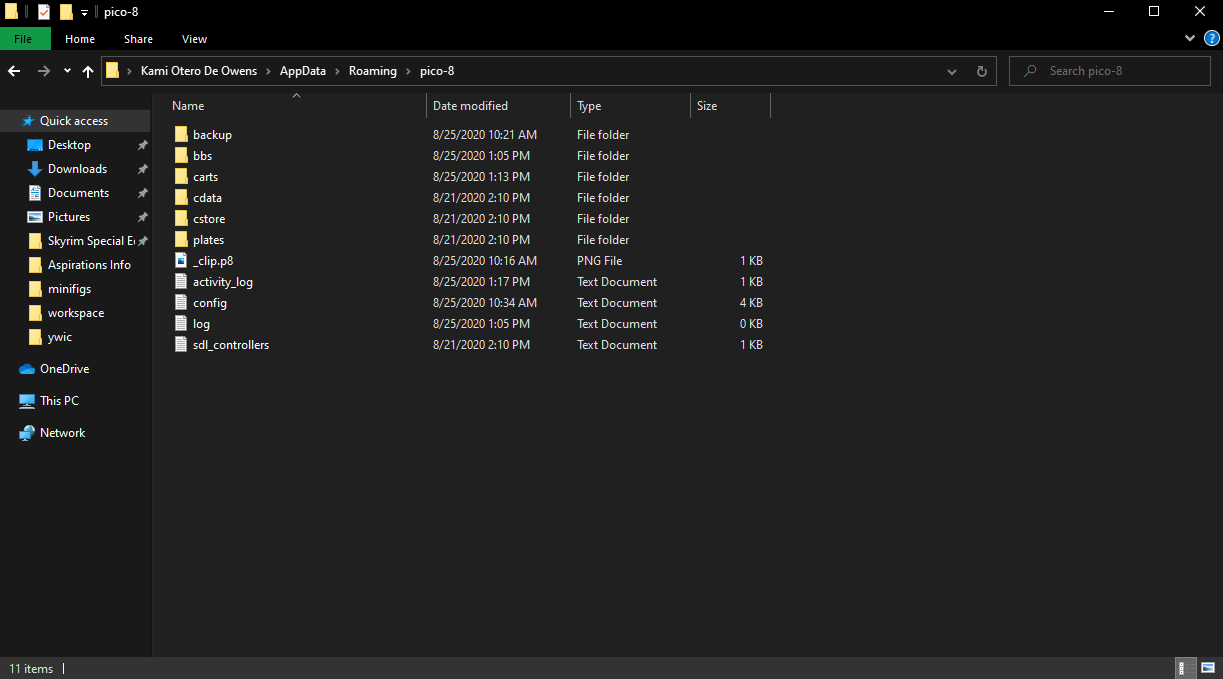 pico-8
File Home Share View
Kami Otero De Owens > AppData > Roaming > pico-8
Search pico-8
Name Date modified Type Size
Quick access
Desktop
Downloads
Documents
Pictures
Skyrim Special E
Aspirations Info
minifigs
workspace
ywic
OneDrive
This PC
Network
backup 8/25/2020 10:21 AM File folder
bbs 8/25/2020 1:05 PM File folder
carts 8/25/2020 1:13 PM File folder
cdata 8/21/2020 2:10 PM File folder
cstore 8/21/2020 2:10 PM File folder
plates 8/21/2020 2:10 PM File folder
_clip.p8 8/25/2020 10:16 AM PNG File 1 KB
activity_log 8/25/2020 1:17 PM Text Document 1 KB
config 8/25/2020 10:34 AM Text Document 4 KB
log 8/25/2020 1:05 PM Text Document 0 KB
sdl_controllers 8/21/2020 2:10 PM Text Document 1 KB
11 items